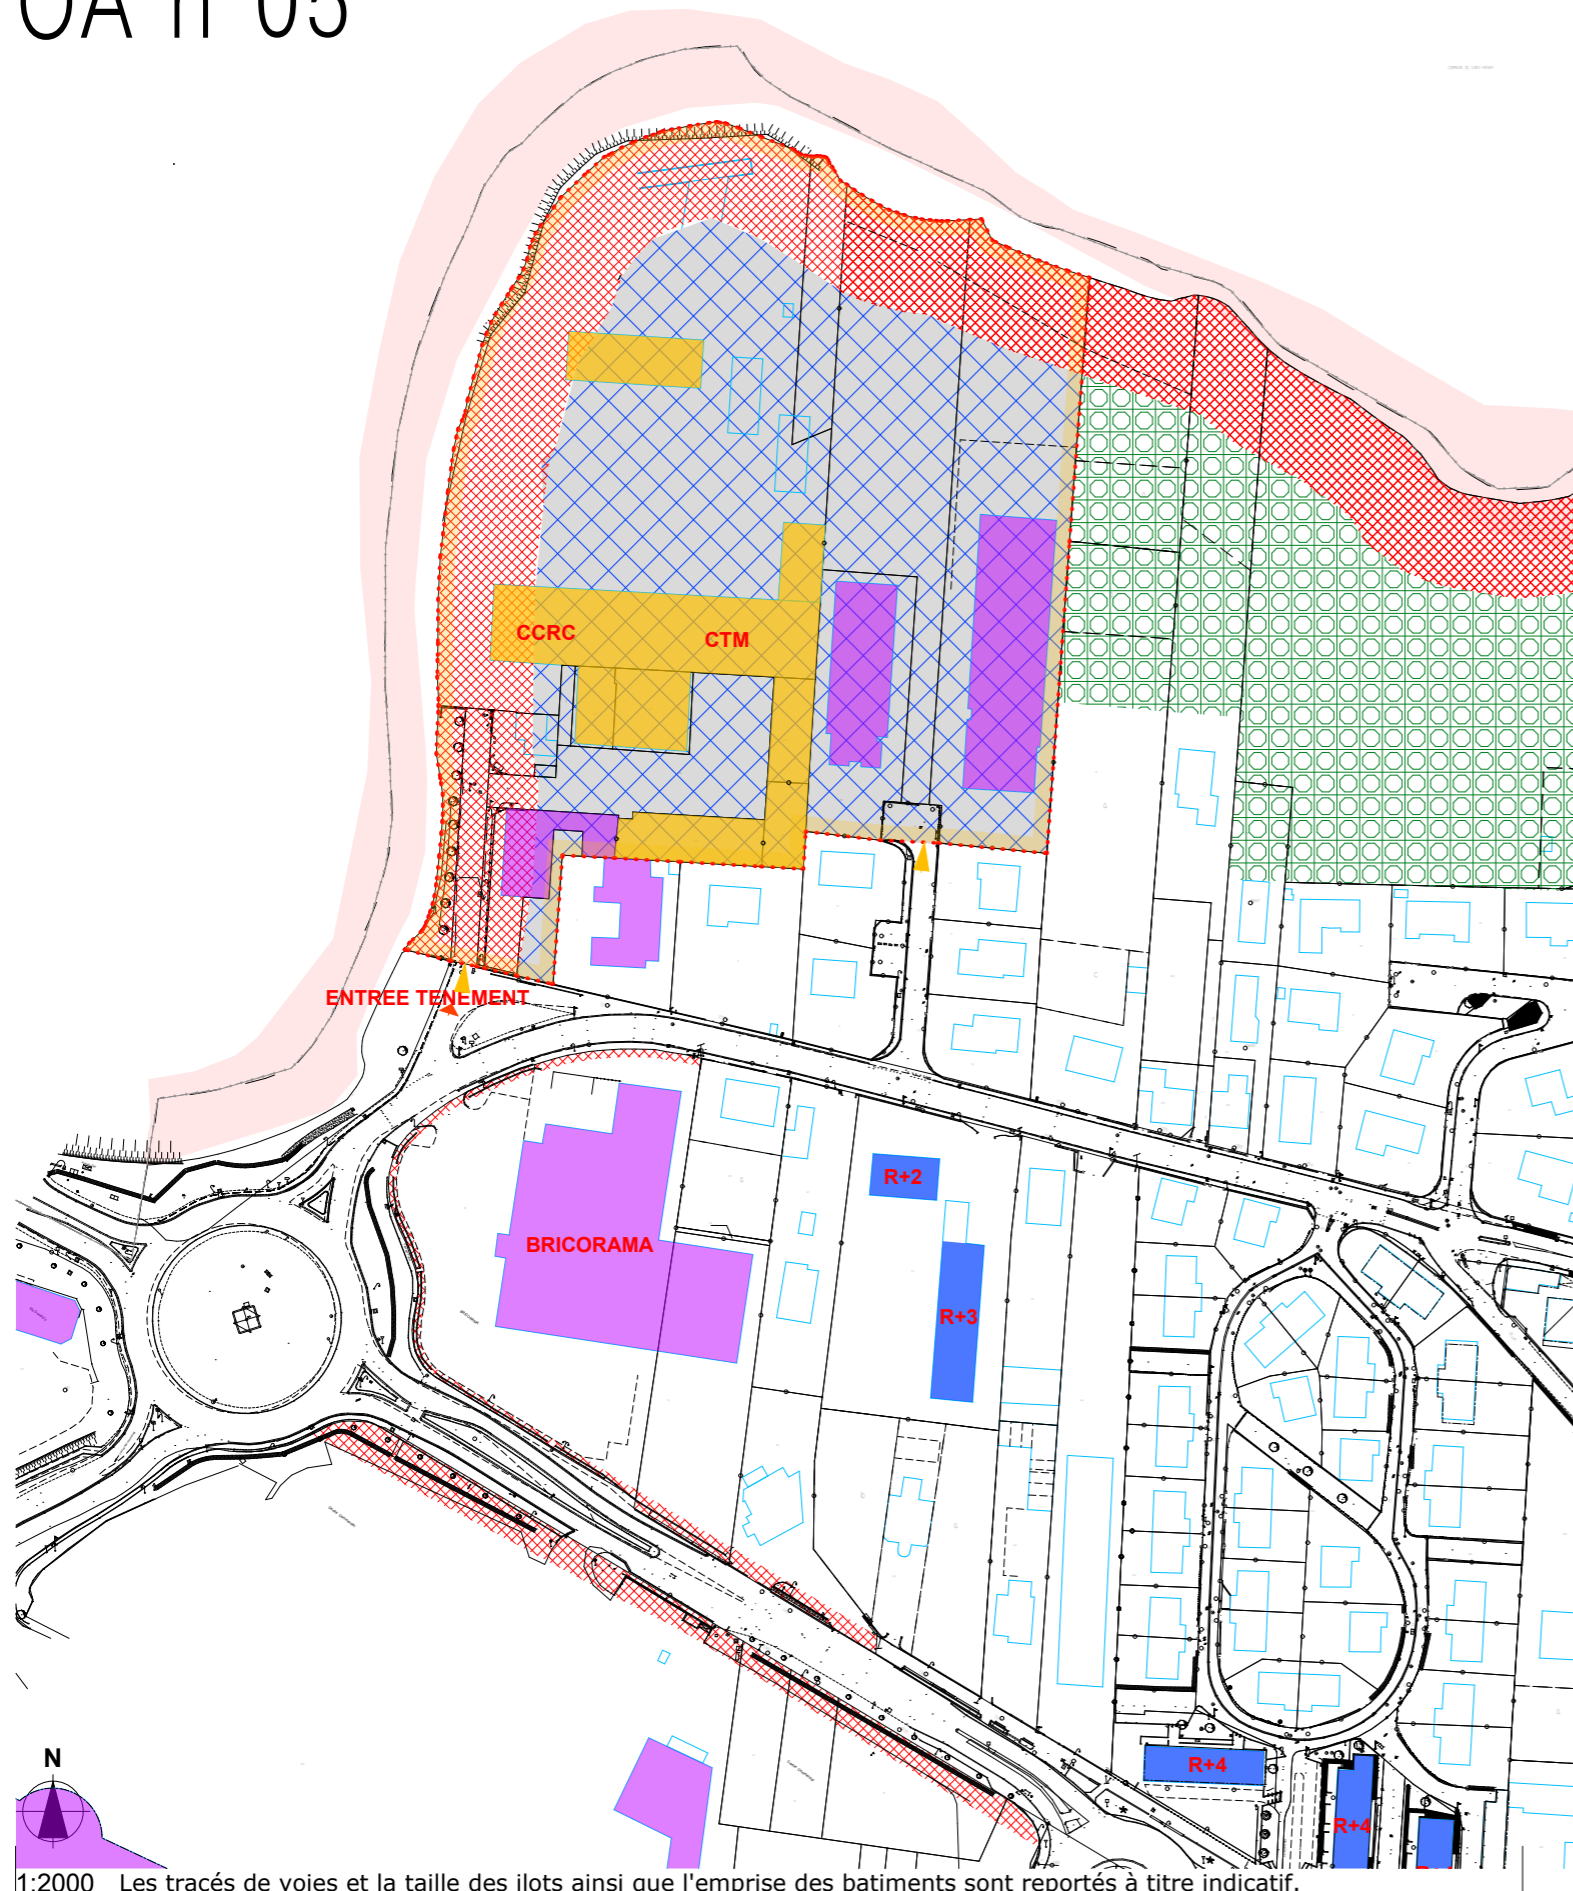 OA n°05
CCRC
CTM
ENTREE TENEMENT
R+2
BRICORAMA
R+3
N
R+4
R+4
1:2000 Les tracés de voies et la taille des ilots ainsi que l'emprise des batiments sont reportés à titre indicatif.